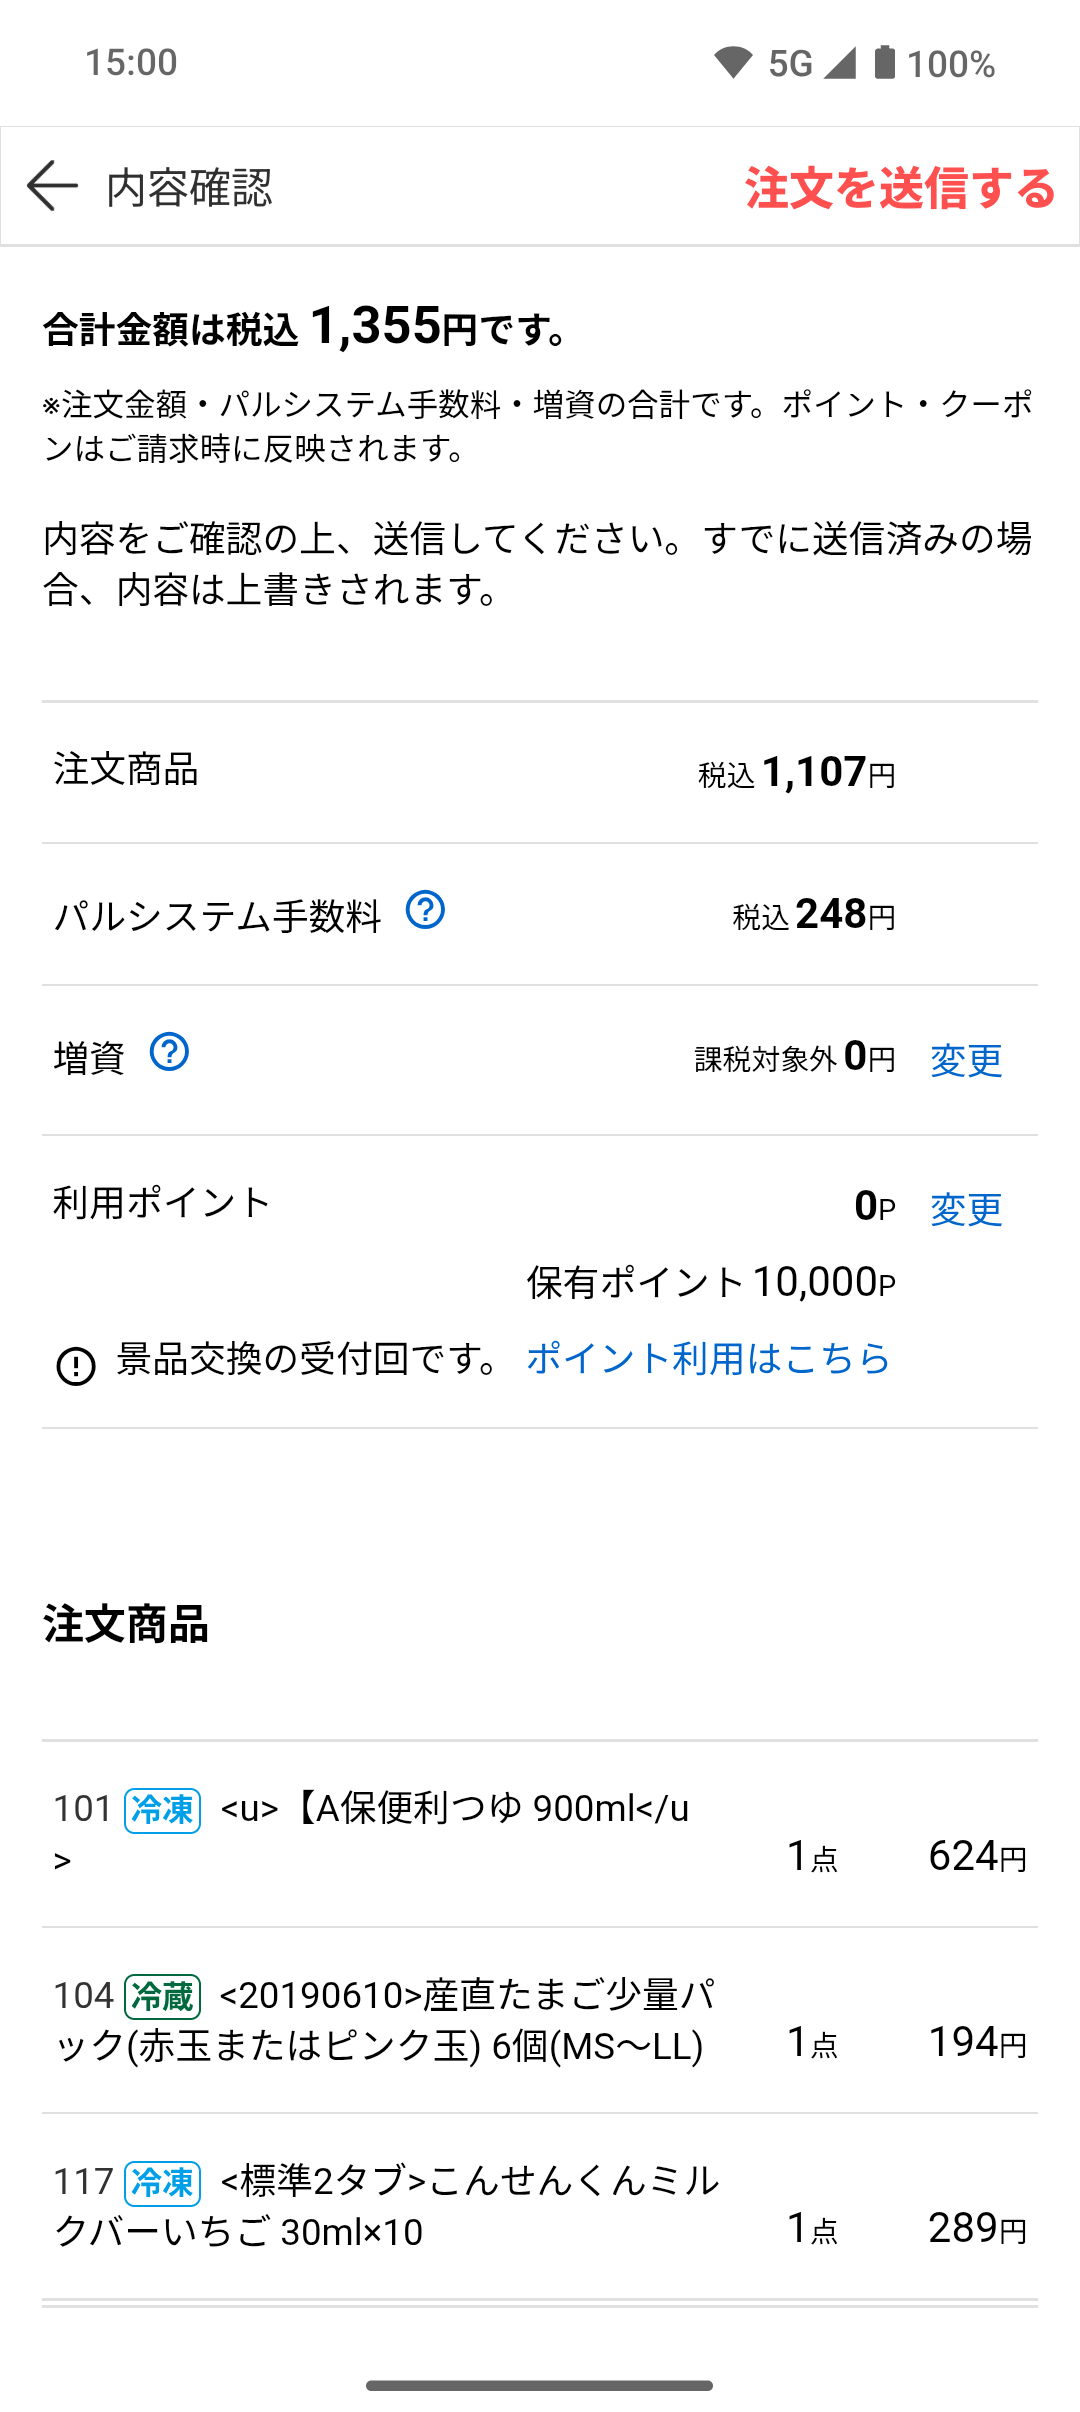 15:00
5G 100%
内容確認
注文を送信する
合計金額は税込 1,355円です。
※注文金額・パルシステム手数料・増資の合計です。ポイント・クーポ
ンはご請求時に反映されます。
内容をご確認の上、送信してください。すでに送信済みの場
合、内容は上書きされます。
注文商品 税込 1,107円
パルシステム手数料 税込 248円
増資 課税対象外 0円 変更
利用ポイント 0P 変更
保有ポイント 10,000P
景品交換の受付回です。 ポイント利用はこちら
注文商品
101 冷凍 <u>【A保便利つゆ 900ml</u
> 1点 624円
104 冷蔵 <20190610>産直たまご少量パ
ック(赤玉またはピンク玉) 6個(MS〜LL) 1点 194円
117 冷凍 <標準2タブ>こんせんくんミル
クバーいちご 30ml×10 1点 289円